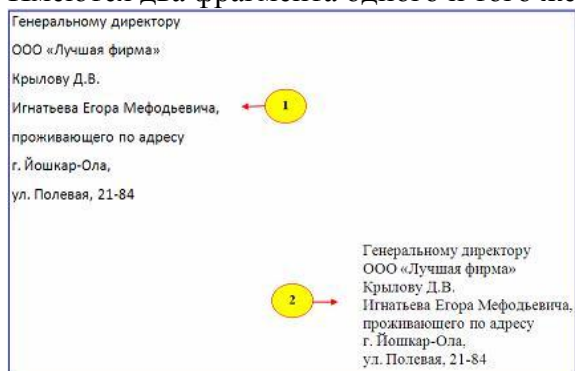 Имеются два фрагмента одного и того же
Генеральному директору
ООО «Лучшая фирма»
Крылову Д.В.
Игнатьева Егора Мефодьевича,
1
проживающего по адресу
г. Йошкар-Ола,
ул. Полевая, 21-84
Генеральному директору
ООО «Лучшая фирма»
Крылову Д.В.
2
Игнатьева Егора Мефодьевича,
проживающего по адресу
г. Йошкар-Ола,
ул. Полевая, 21-84